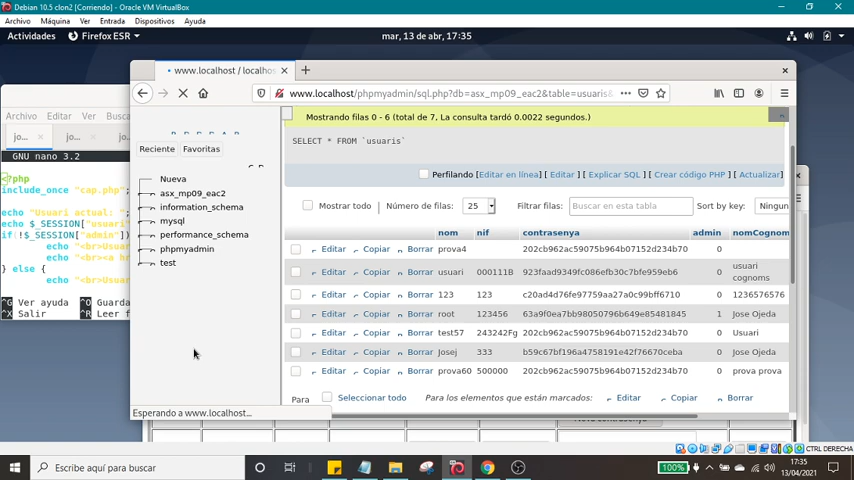 Debian 10.5 clon2 [Corriendo] - Oracle VM VirtualBox
Archivo Máquina Ver Entrada Dispositivos Ayuda
Actividades Firefox ESR mar, 13 de abr, 17:35
www.localhost / localhos
www.localhost/phpmyadmin/sql.php?db=asx_mp09_eac2&table=usuaris&
Archivo Editar Ver Busca
jo... jo... jo...
GNU nano 3.2
<?php
include_once "cap.php";
echo "Usuari actual: ";
echo $_SESSION["usuari"
if(!$_SESSION["admin"])
echo "<br>Usuar
echo "<br><a hr
} else {
echo "<br>Usuar
^G Ver ayuda ^O Guarda
^X Salir ^R Leer f
Reciente Favoritas
Nueva
asx_mp09_eac2
information_schema
mysql
performance_schema
phpmyadmin
test
Esperando a www.localhost...
Mostrando filas 0 - 6 (total de 7, La consulta tardó 0.0022 segundos.)
SELECT * FROM `usuaris`
Perfilando [Editar en línea] [ Editar ] [ Explicar SQL ] [ Crear código PHP ] [ Actualizar]
Mostrar todo Número de filas: 25 Filtrar filas: Buscar en esta tabla Sort by key: Ningun
nom nif contrasenya admin nomCognom
Editar Copiar Borrar prova4 202cb962ac59075b964b07152d234b70 0
Editar Copiar Borrar usuari 000111B 923faad9349fc086efb30c7bfe959eb6 0 usuari cognoms
Editar Copiar Borrar 123 123 c20ad4d76fe97759aa27a0c99bff6710 0 1236576576
Editar Copiar Borrar root 123456 63a9f0ea7bb98050796b649e85481845 1 Jose Ojeda
Editar Copiar Borrar test57 243242Fg 202cb962ac59075b964b07152d234b70 0 Usuari
Editar Copiar Borrar Josej 333 b59c67bf196a4758191e42f76670ceba 0 Jose Ojeda
Editar Copiar Borrar prova60 500000 202cb962ac59075b964b07152d234b70 0 prova prova
Para Seleccionar todo Para los elementos que están marcados: Editar Copiar Borrar
CTRL DERECHA
Escribe aquí para buscar
100%
17:35
13/04/2021